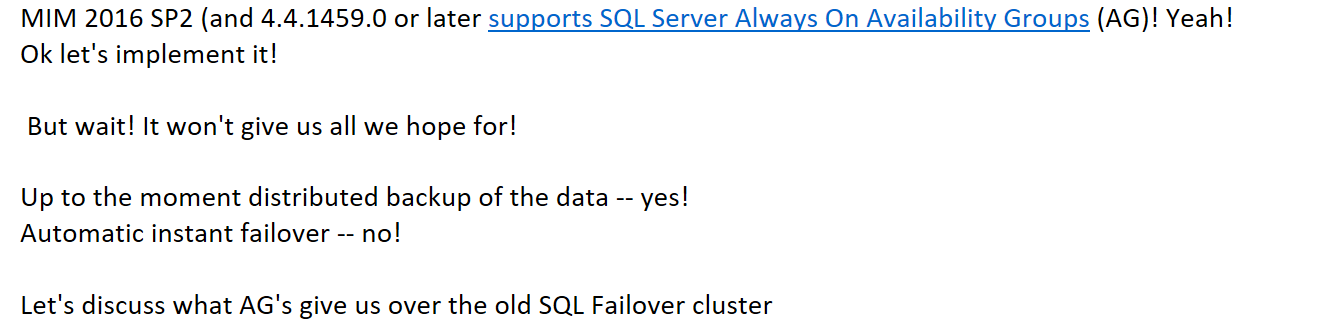 MIM 2016 SP2 (and 4.4.1459.0 or later supports SQL Server Always On Availability Groups (AG)! Yeah!
Ok let's implement it!
But wait! It won't give us all we hope for!
Up to the moment distributed backup of the data -- yes!
Automatic instant failover -- no!
Let's discuss what AG's give us over the old SQL Failover cluster